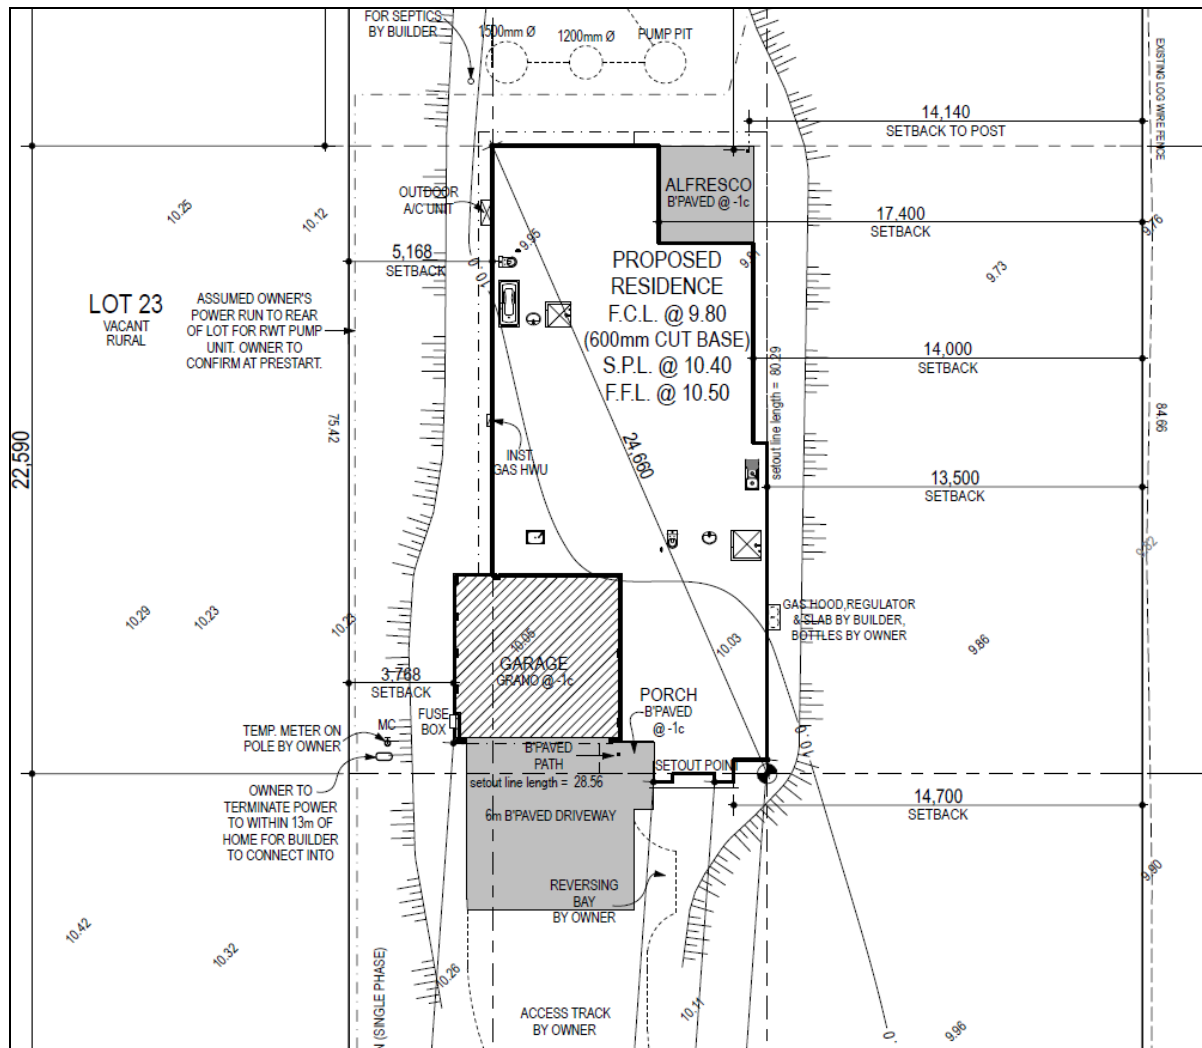 FOR SEPTICS
BY BUILDER
1500mm Ø
1200mm Ø
PUMP PIT
EXISTING LOG WIRE FENCE
14,140
SETBACK TO POST
OUTDOOR
A/C UNIT
ALFRESCO
B'PAVED @ -1c
17,400
SETBACK
10.25
10.12
9.95
9.76
5,168
SETBACK
PROPOSED
RESIDENCE
F.C.L. @ 9.80
(600mm CUT BASE)
S.P.L. @ 10.40
F.F.L. @ 10.50
9.73
LOT 23
VACANT
RURAL
ASSUMED OWNER'S
POWER RUN TO REAR
OF LOT FOR RWT PUMP
UNIT. OWNER TO
CONFIRM AT PRESTART.
14,000
SETBACK
setout line length = 80.29
75.42
84.66
22,590
24,660
INST.
GAS HWU
13,500
SETBACK
GAS HOOD,REGULATOR
& SLAB BY BUILDER,
BOTTLES BY OWNER
10.29
10.23
10.23
10.05
10.03
9.86
GARAGE
GRANO @ -1c
3,768
SETBACK
PORCH
B'PAVED
@ -1c
FUSE
BOX
MC
TEMP. METER ON
POLE BY OWNER
B'PAVED
PATH
SETOUT POINT
10.0
setout line length = 28.56
OWNER TO
TERMINATE POWER
TO WITHIN 13m OF
HOME FOR BUILDER
TO CONNECT INTO
14,700
SETBACK
6m B'PAVED DRIVEWAY
REVERSING
BAY
BY OWNER
9.90
10.42
10.32
10.26
10.11
9.96
(SINGLE PHASE)
ACCESS TRACK
BY OWNER